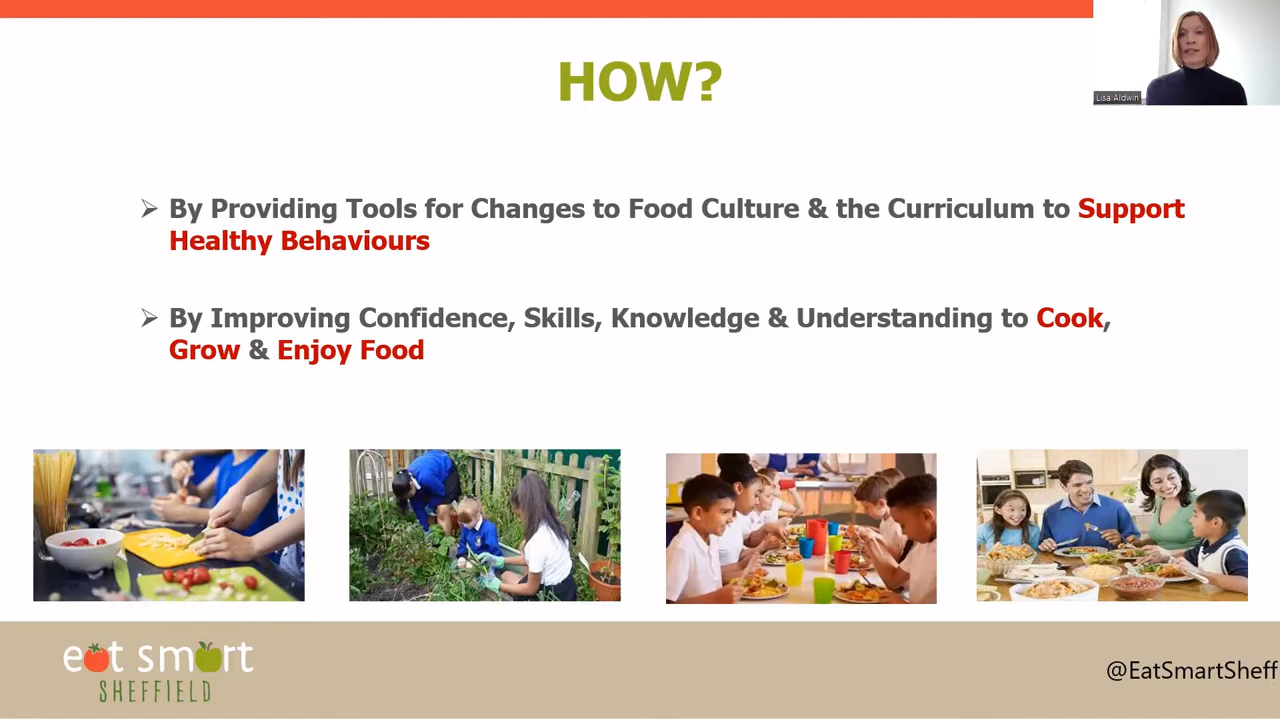 HOW?
Lisa Aldwin
➢ By Providing Tools for Changes to Food Culture & the Curriculum to Support
Healthy Behaviours
➢ By Improving Confidence, Skills, Knowledge & Understanding to Cook,
Grow & Enjoy Food
eat smart
SHEFFIELD
@EatSmartSheff